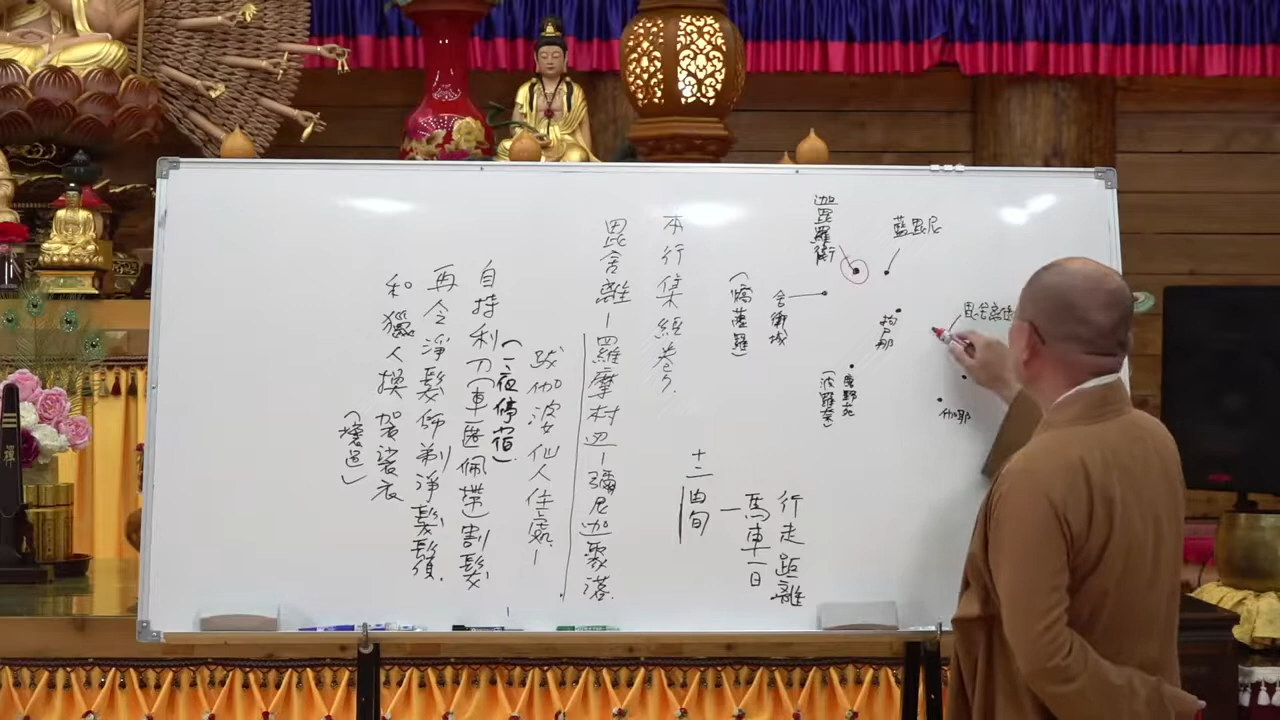 藍毘尼
迦毘羅衛
舍衛城
(憍薩羅)
拘尸那
毘舍離
鹿野苑
(波羅奈)
伽耶
本行集經卷
毘舍離-羅摩村四-彌尼迦聚落
跋伽婆仙人住處-
(一夜停宿)
自持利刀(車匿佩帶)割髮
再令淨髮師剃淨髮鬚
和獵人換袈裟衣
行走距離
馬車一日
一
十二由旬
禪